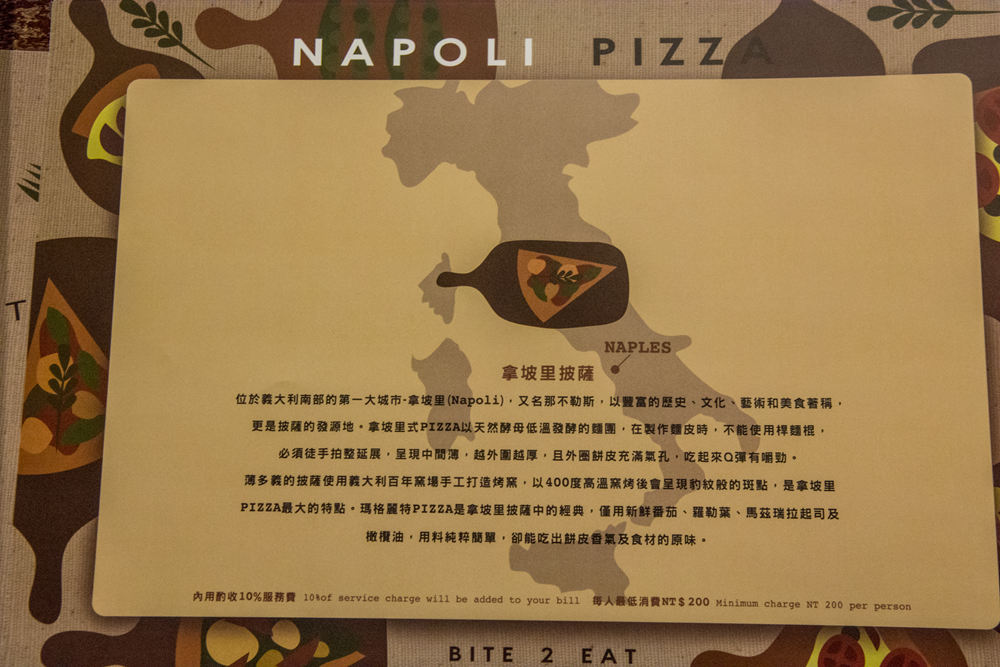 NAPOLI PIZZA
NAPLES
拿坡里披薩
位於義大利南部的第一大城市-拿坡里(Napoli)，又名那不勒斯，以豐富的歷史、文化、藝術和美食著稱，
更是披薩的發源地。拿坡里式PIZZA以天然酵母低溫發酵的麵團，在製作麵皮時，不能使用桿麵棍，
必須徒手拍整延展，呈現中間薄，越外圍越厚，且外圈餅皮充滿氣孔，吃起來Q彈有嚼勁。
薄多義的披薩使用義大利百年窯場手工打造烤窯，以400度高溫窯烤後會呈現豹紋般的斑點，是拿坡里
PIZZA最大的特點。瑪格麗特PIZZA是拿坡里披薩中的經典，僅用新鮮番茄、羅勒葉、馬茲瑞拉起司及
橄欖油，用料純粹簡單，卻能吃出餅皮香氣及食材的原味。
內用酌收10%服務費 10%of service charge will be added to your bill 每人最低消費NT$200 Minimum charge NT 200 per person
BITE 2 EAT
T